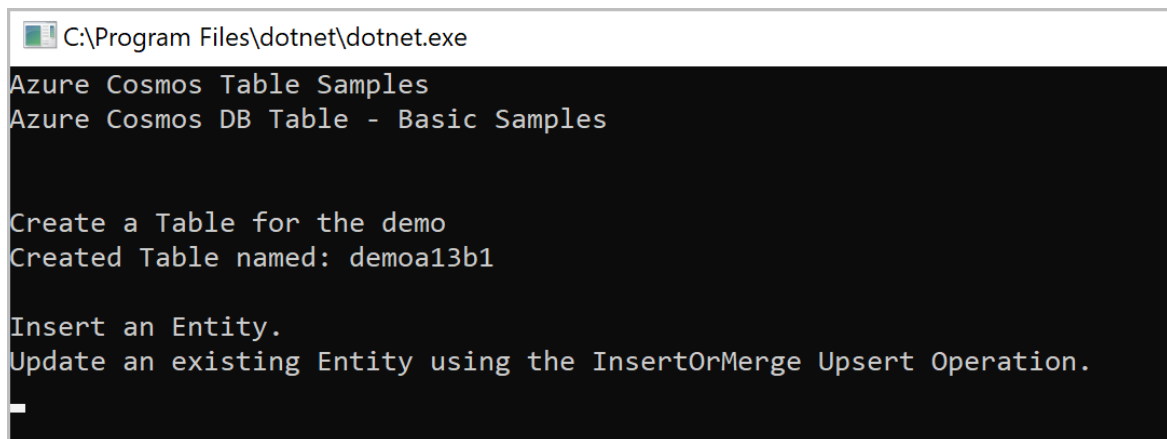 C:\Program Files\dotnet\dotnet.exe
Azure Cosmos Table Samples
Azure Cosmos DB Table - Basic Samples
Create a Table for the demo
Created Table named: demoa13b1
Insert an Entity.
Update an existing Entity using the InsertOrMerge Upsert Operation.